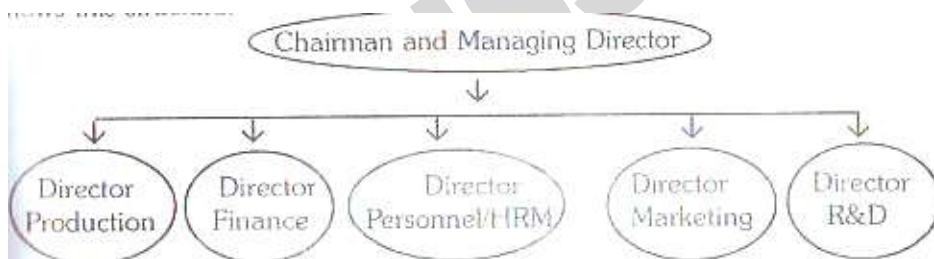 Chairman and Managing Director
Director
Production
Director
Finance
Director
Personnel/HRM
Director
Marketing
Director
R&D